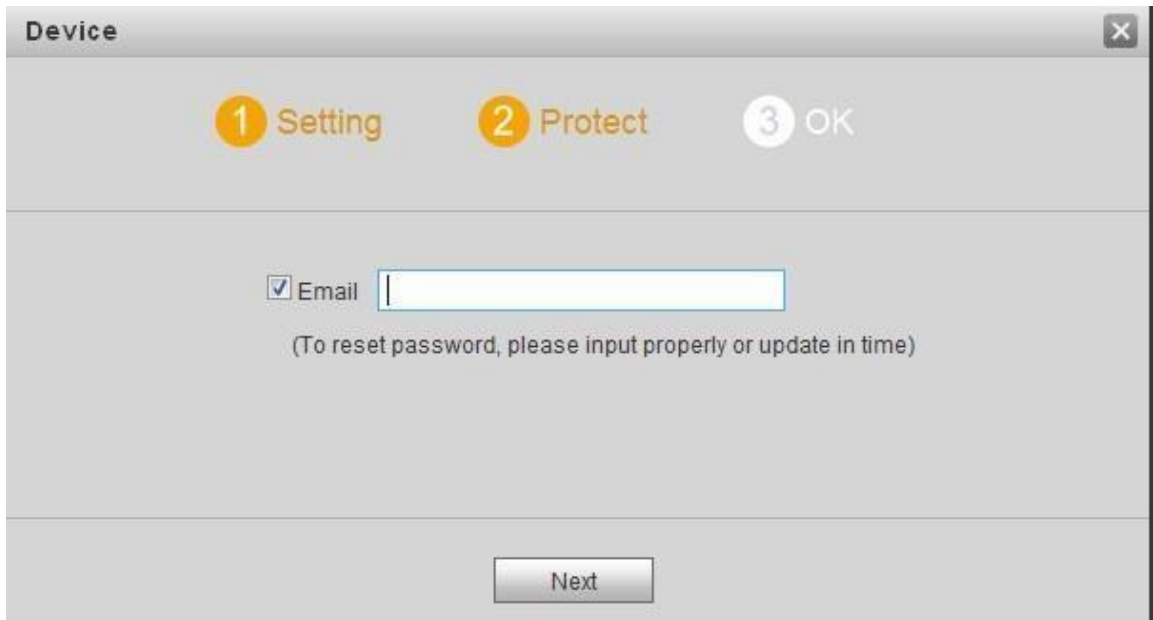 Device
1 Setting 2 Protect 3 OK
Email
(To reset password, please input properly or update in time)
Next